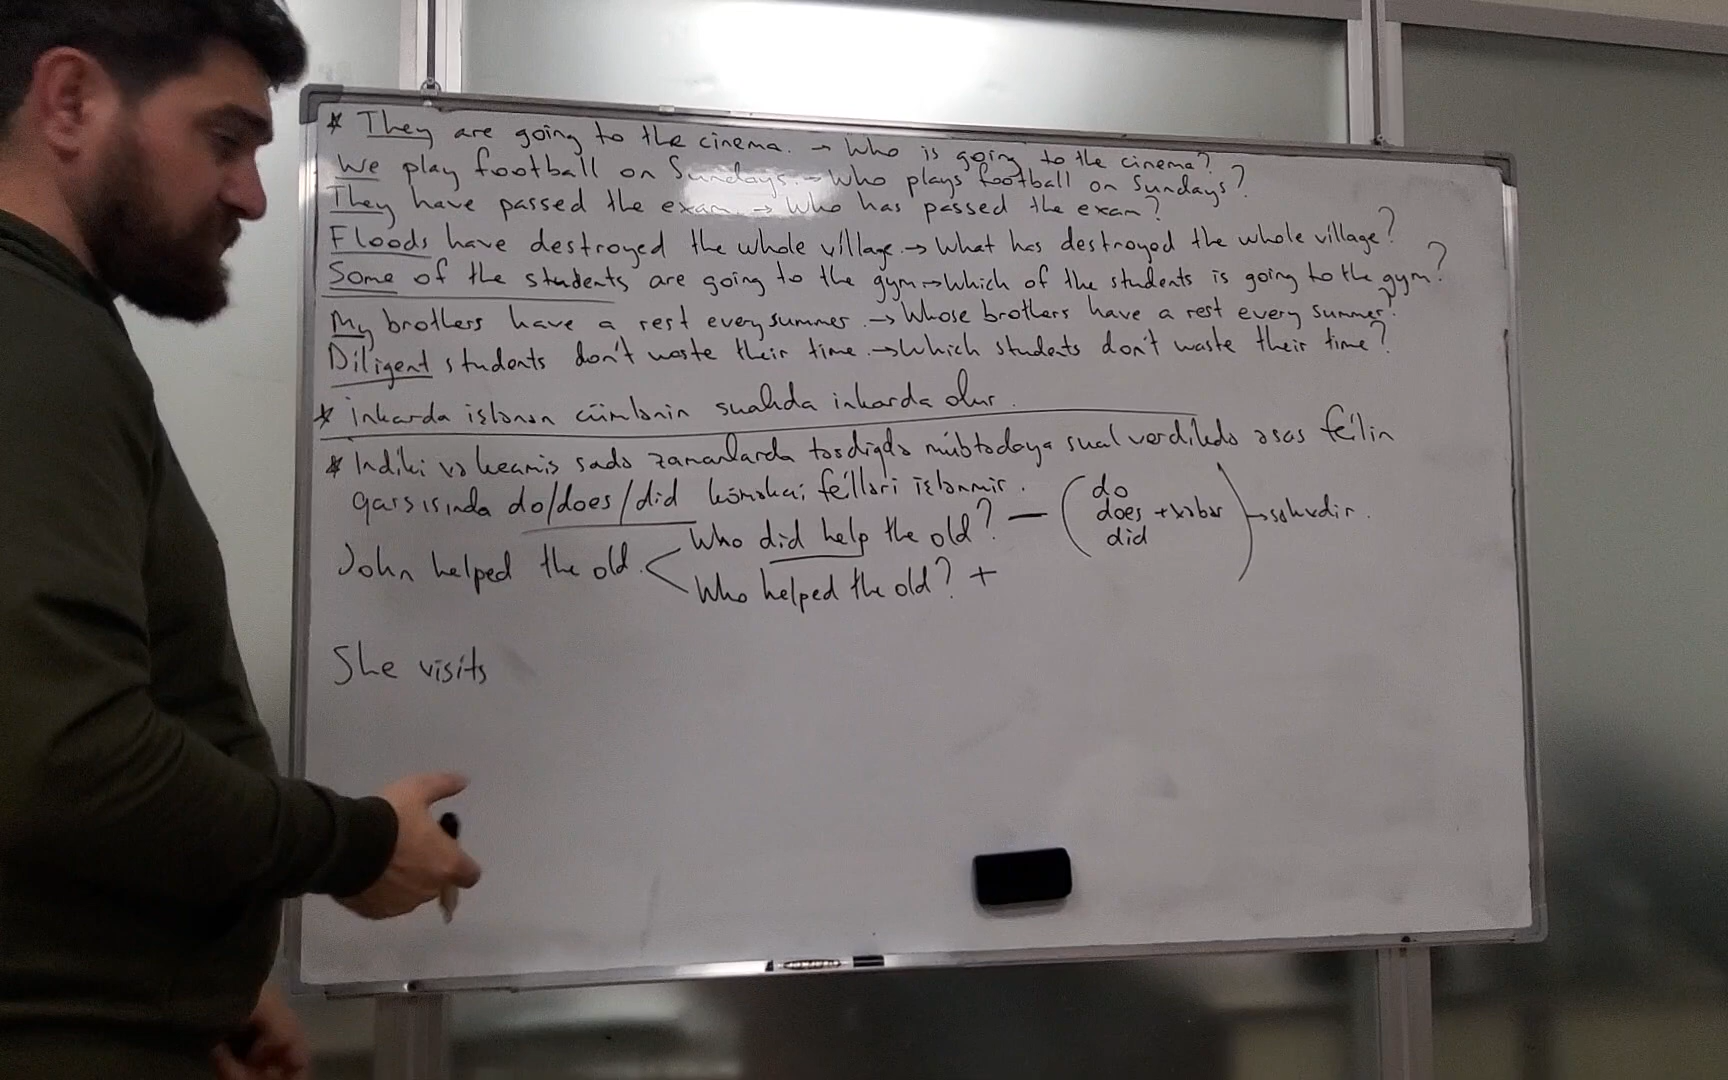 * They are going to the cinema. → Who is going to the cinema?
We play football on Sundays. → Who plays football on Sundays?
They have passed the exam. → Who has passed the exam?
Floods have destroyed the whole village. → What has destroyed the whole village?
Some of the students are going to the gym → Which of the students is going to the gym?
My brothers have a rest every summer. → Whose brothers have a rest every summer?
Diligent students don't waste their time. → Which students don't waste their time?
* inkarda işlənən cümlənin sualıda inkarda olur.
* İndiki və keçmiş sadə zamanlarda təsdiqdə mübtədaya sual verdikdə əsas feilin
qarşısında do/does/did köməkçi felləri işlənmir.
John helped the old. < Who did help the old? — (do does did +xəbər) → səhvdir.
Who helped the old? +
She visits